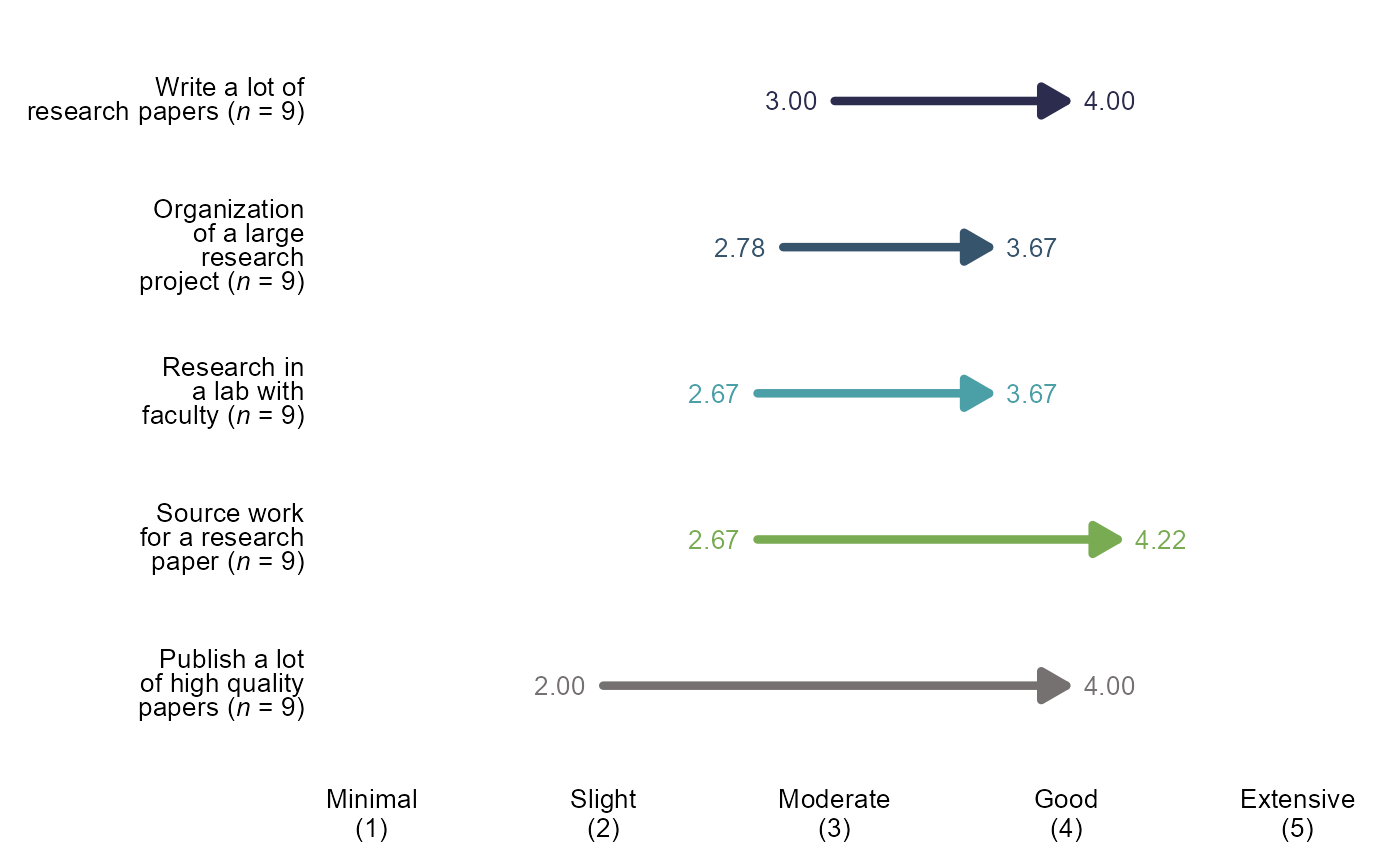 Write a lot of
research papers (n = 9)
3.00
4.00
Organization
of a large
research
project (n = 9)
2.78
3.67
Research in
a lab with
faculty (n = 9)
2.67
3.67
Source work
for a research
paper (n = 9)
2.67
4.22
Publish a lot
of high quality
papers (n = 9)
2.00
4.00
Minimal
(1)
Slight
(2)
Moderate
(3)
Good
(4)
Extensive
(5)